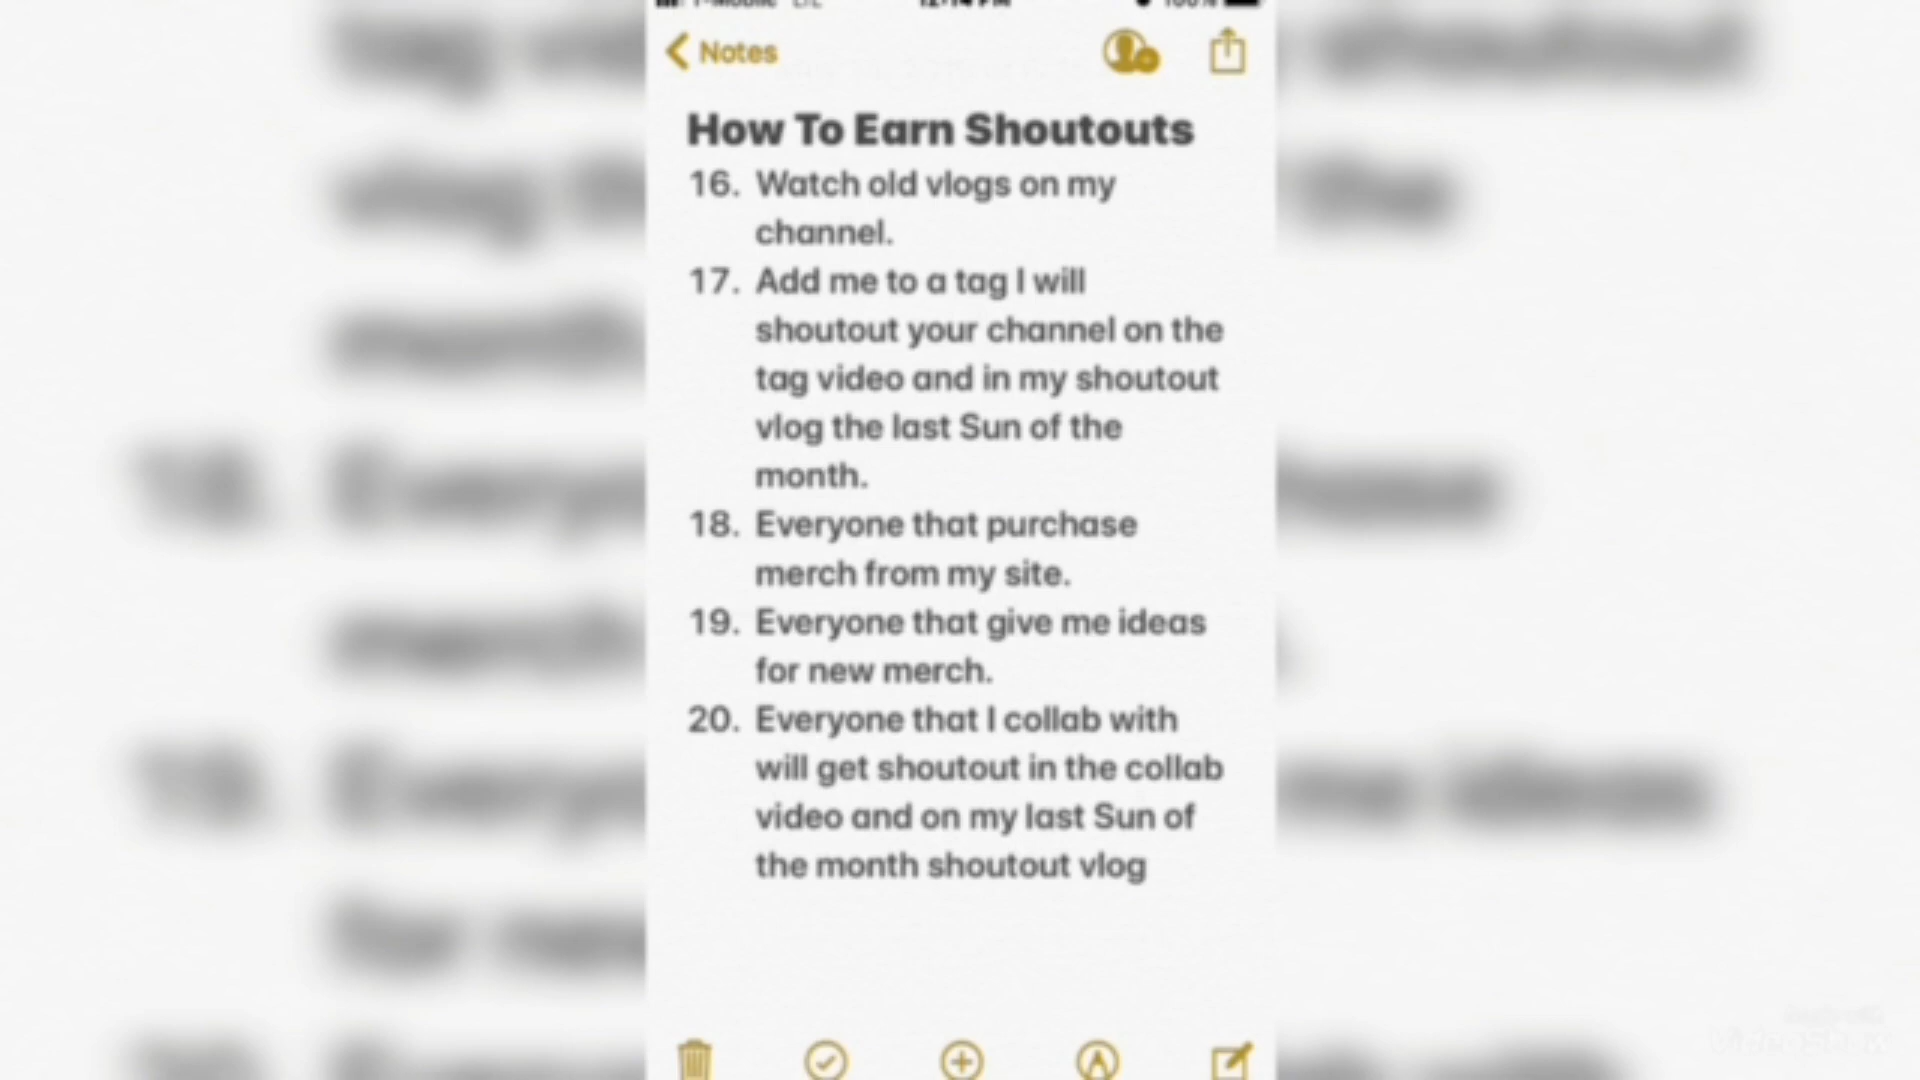 Notes
How To Earn Shoutouts
16. Watch old vlogs on my
channel.
17. Add me to a tag I will
shoutout your channel on the
tag video and in my shoutout
vlog the last Sun of the
month.
18. Everyone that purchase
merch from my site.
19. Everyone that give me ideas
for new merch.
20. Everyone that I collab with
will get shoutout in the collab
video and on my last Sun of
the month shoutout vlog